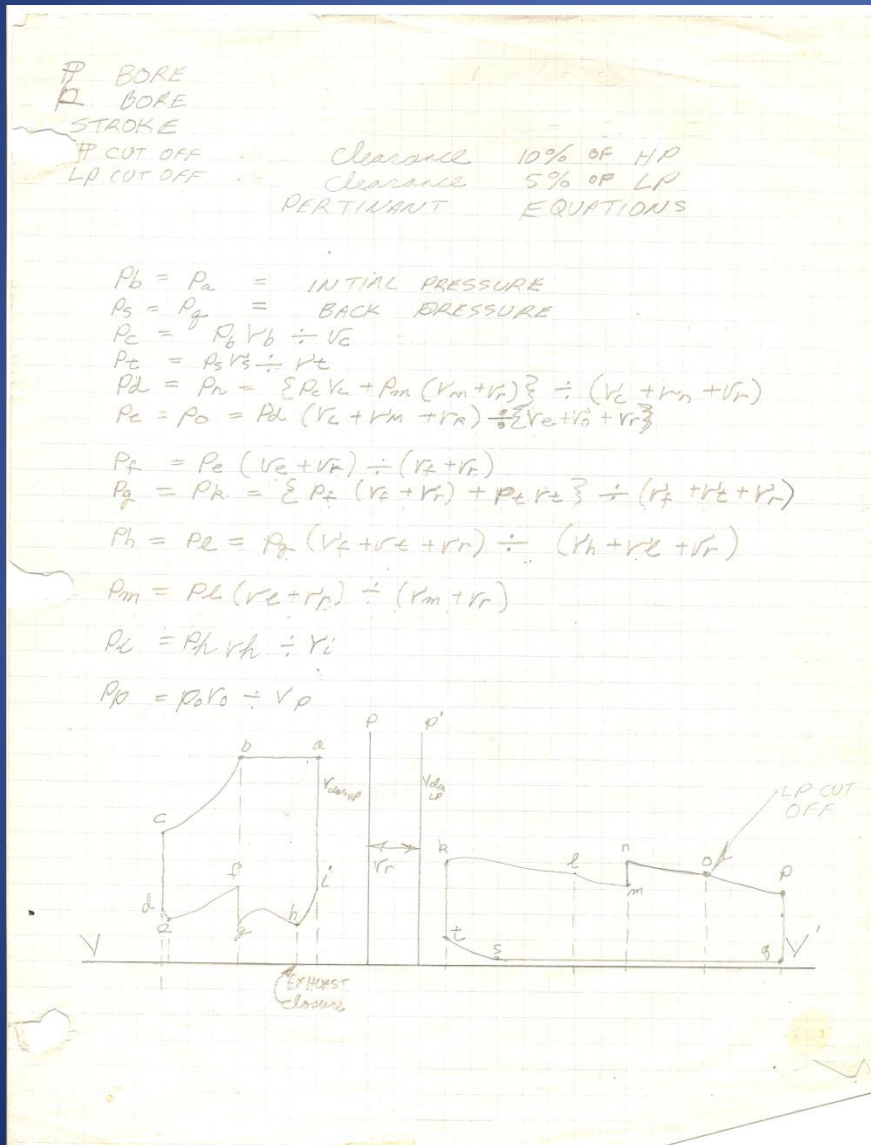 HP BORE
LP BORE
STROKE
HP CUT OFF Clearance 10% OF HP
LP CUT OFF Clearance 5% OF LP
PERTINANT EQUATIONS
Pb = Pa = INTIAL PRESSURE
Ps = Pq = BACK PRESSURE
Pc = Pb Vb ÷ Vc
Pt = Ps Vs ÷ Vt
Pd = Pn = {Pc Vc + Pm (Vm + Vr)} ÷ (Vc + Vn + Vr)
Pe = Po = Pd (Vc + Vm + VR) ÷ {Ve + Vo + Vr}
Pf = Pe (Ve + Vr) ÷ (Vf + Vr)
Pg = Pk = {Pf (Vf + Vr) + Pt Vt} ÷ (Vf + Vt + Vr)
Ph = Pl = Pg (Vf + Vt + Vr) ÷ (Vh + Vl + Vr)
Pm = Pl (Vl + Vr) ÷ (Vm + Vr)
Pi = Ph Vh ÷ Vi
Pp = Po Vo ÷ Vp
P P'
b a
Vclear HP
Vclear LP
LP CUT
OFF
c
Vr
k l n o p
m
f i
d e g h
t s q
V V'
EXHUST
closure